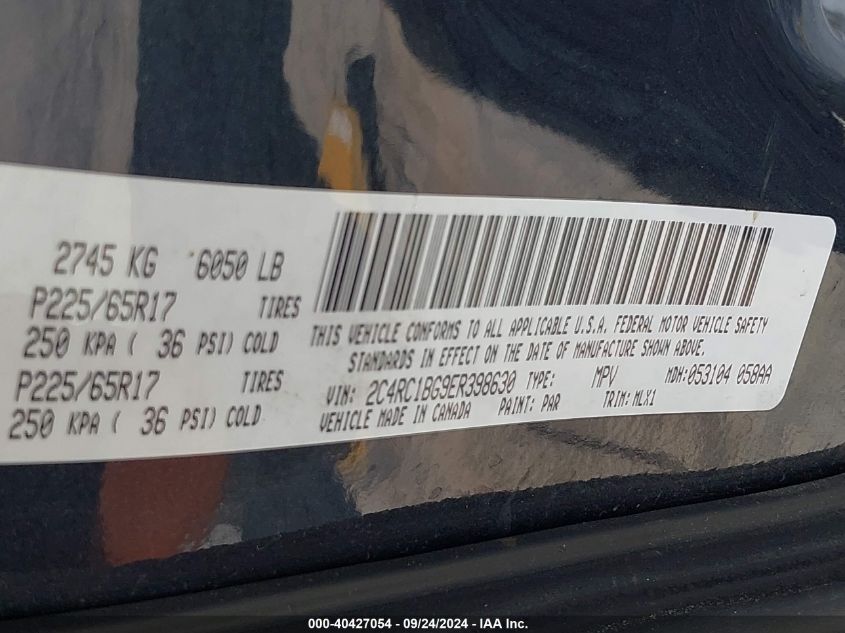 2745 KG 6050 LB
P225/65R17 TIRES
250 KPA ( 36 PSI) COLD
P225/65R17 TIRES
250 KPA ( 36 PSI) COLD
THIS VEHICLE CONFORMS TO ALL APPLICABLE U.S.A. FEDERAL MOTOR VEHICLE SAFETY
STANDARDS IN EFFECT ON THE DATE OF MANUFACTURE SHOWN ABOVE.
VIN: 2C4RC1BG9ER398630 TYPE: MPV MDH:053104 058AA
VEHICLE MADE IN CANADA PAINT: PAR TRIM: MLX1
000-40427054 - 09/24/2024 - IAA Inc.